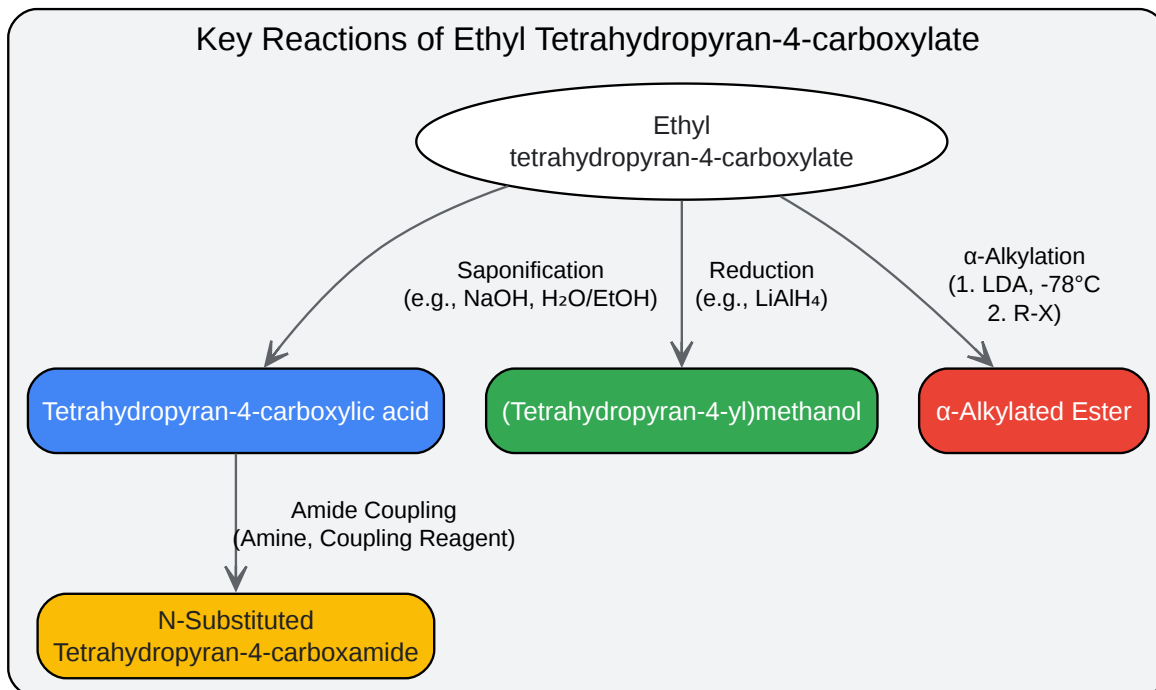 Key Reactions of Ethyl Tetrahydropyran-4-carboxylate
Ethyl
tetrahydropyran-4-carboxylate
Saponification
(e.g., NaOH, H₂O/EtOH)
Reduction
(e.g., LiAlH₄)
α-Alkylation
(1. LDA, -78°C
2. R-X)
Tetrahydropyran-4-carboxylic acid
(Tetrahydropyran-4-yl)methanol
α-Alkylated Ester
Amide Coupling
(Amine, Coupling Reagent)
N-Substituted
Tetrahydropyran-4-carboxamide